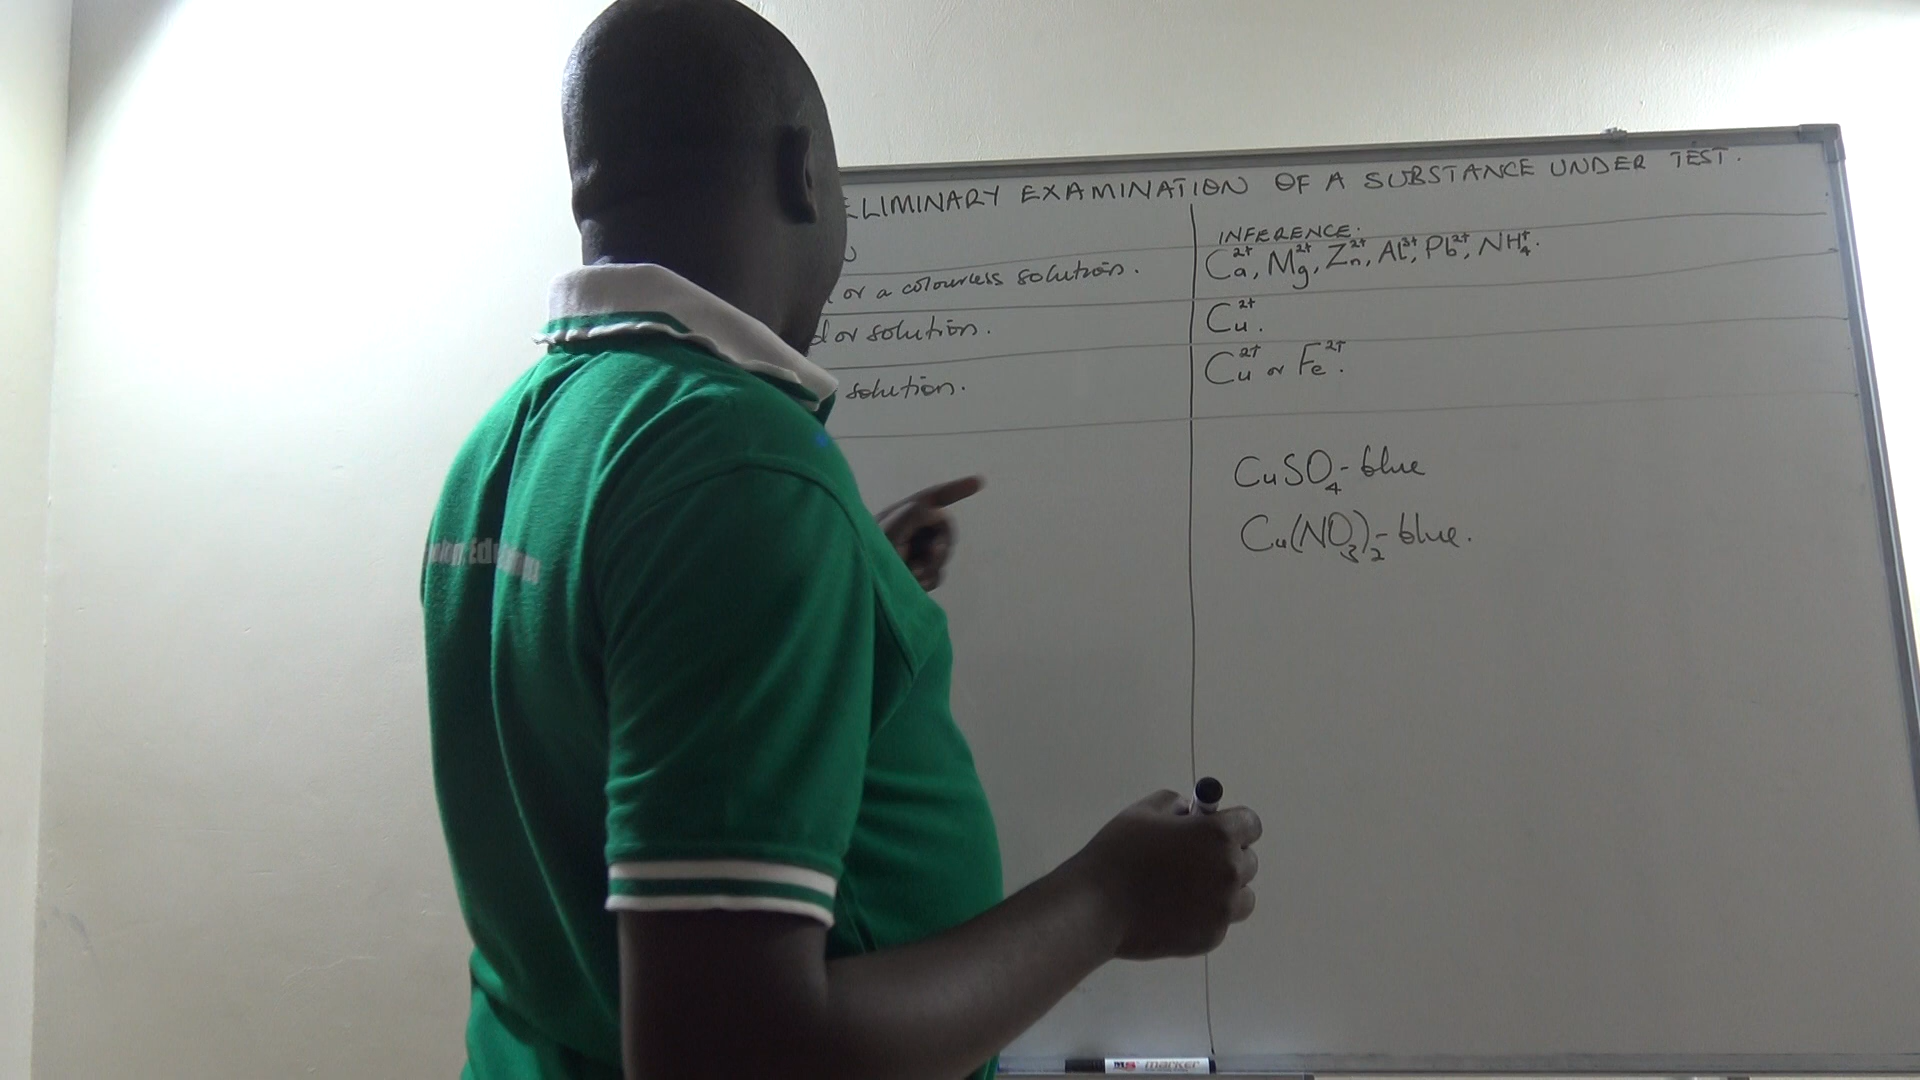 ELIMINARY EXAMINATION OF A SUBSTANCE UNDER TEST.
INFERENCE.
or a colourless solution. Ca²⁺, Mg²⁺, Zn²⁺, Al³⁺, Pb²⁺, NH₄⁺.
d or solution. Cu²⁺.
solution. Cu²⁺ or Fe²⁺.
CuSO₄ - blue
Cu(NO₃)₂ - blue.
marker